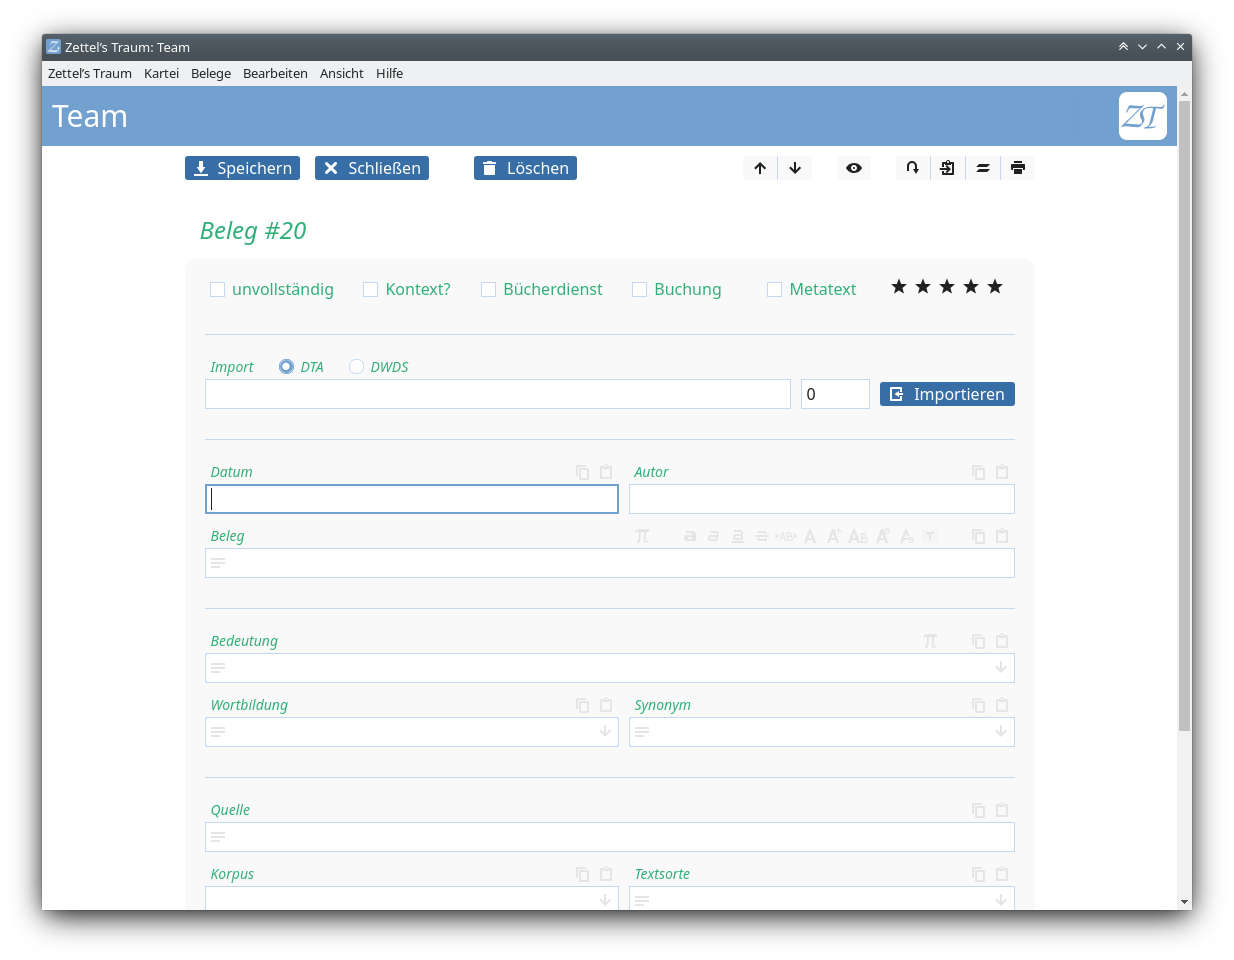 Zettel’s Traum: Team
Zettel’s Traum Kartei Belege Bearbeiten Ansicht Hilfe
Team
Speichern Schließen Löschen
Beleg #20
unvollständig Kontext? Bücherdienst Buchung Metatext
Import DTA DWDS
0 Importieren
Datum Autor
Beleg
Bedeutung
Wortbildung Synonym
Quelle
Korpus Textsorte